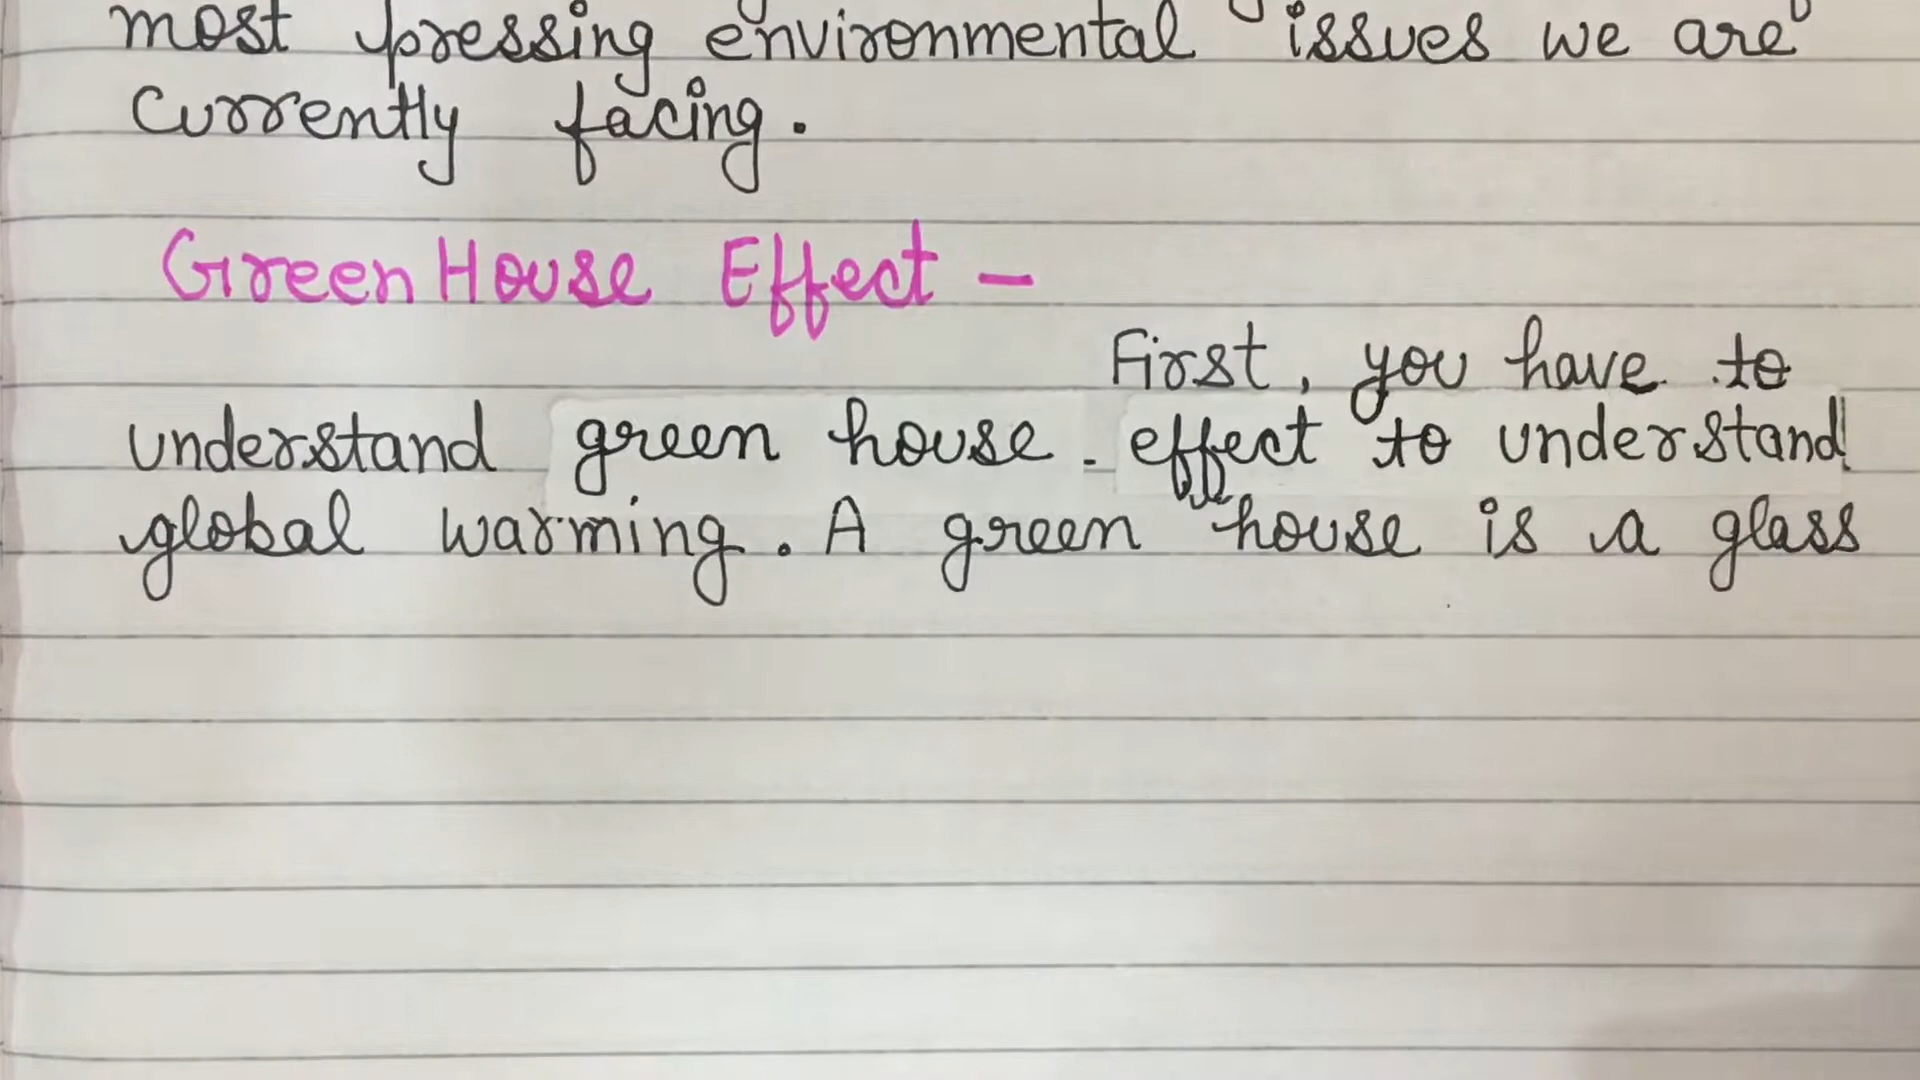 most pressing environmental issues we are
currently facing.
Green House Effect -
First, you have to
understand green house effect to understand
global warming. A green house is a glass